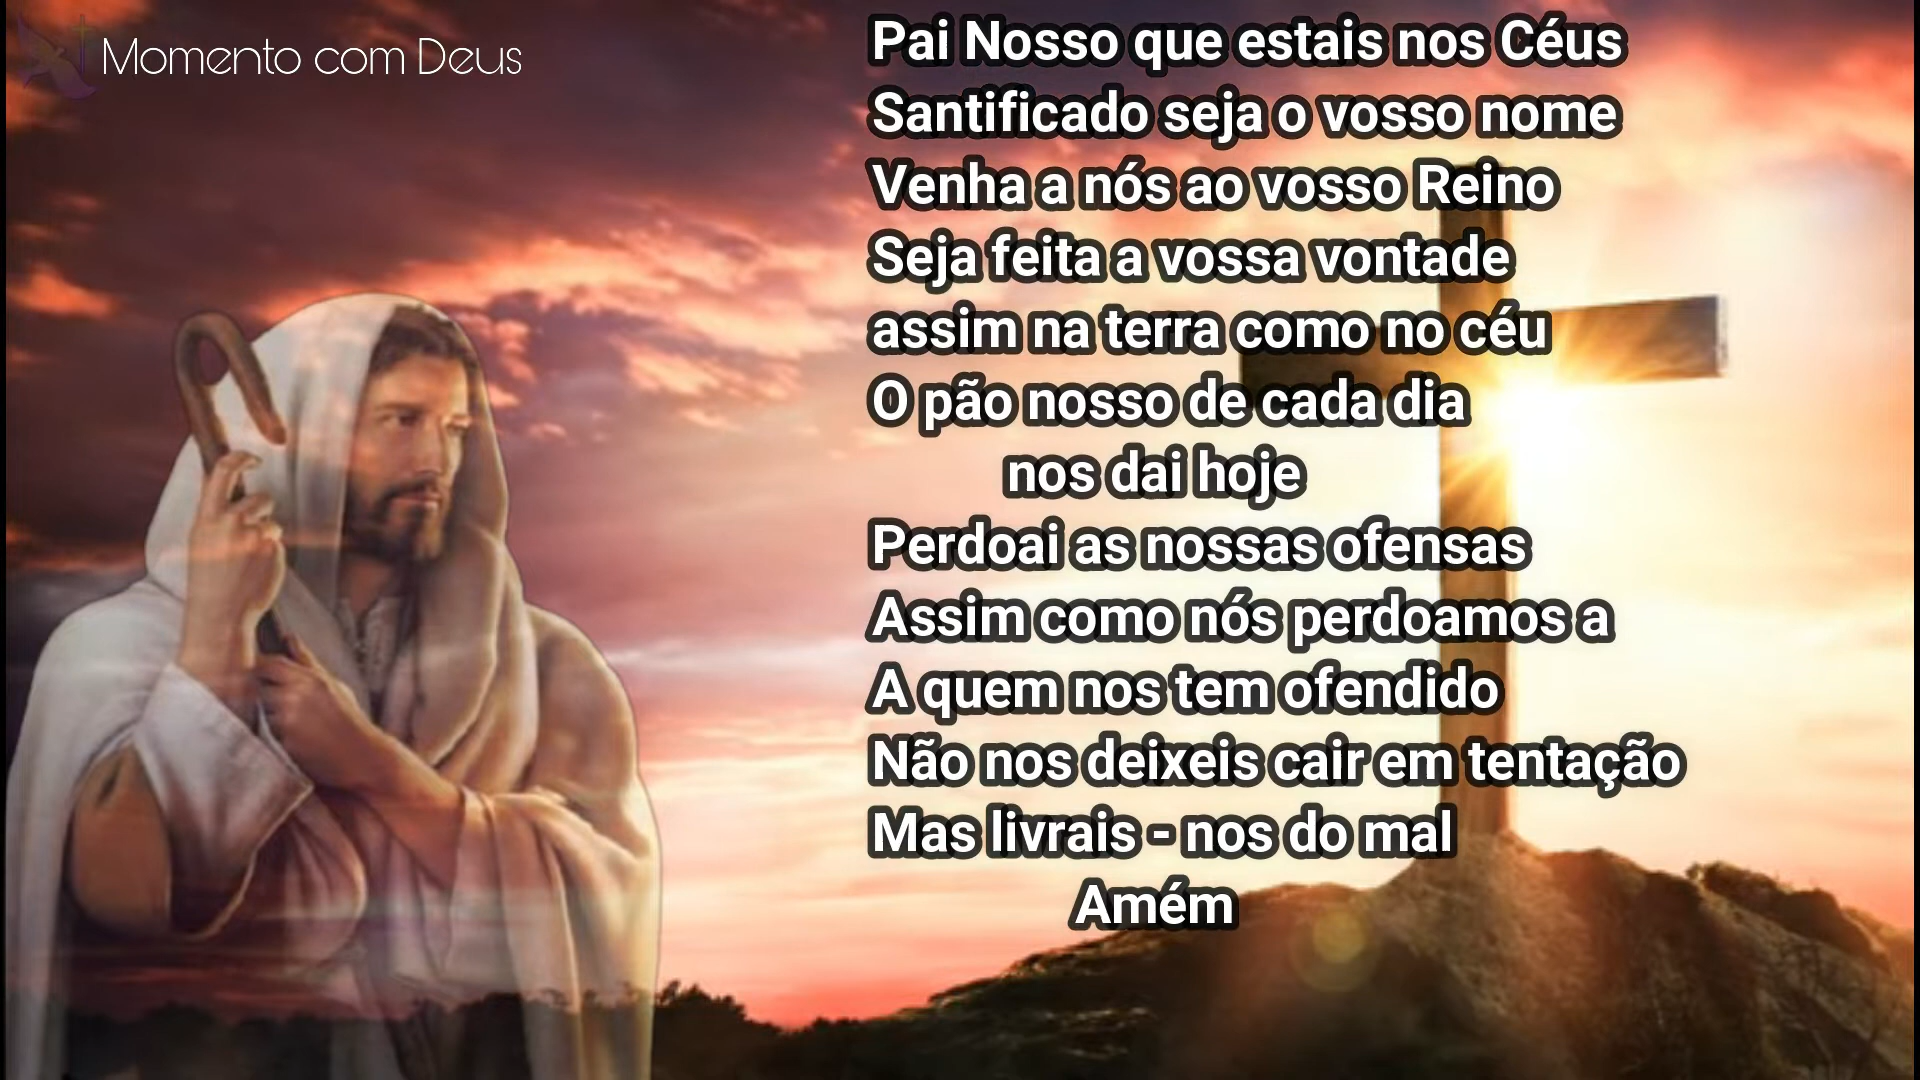 Momento com Deus
Pai Nosso que estais nos Céus
Santificado seja o vosso nome
Venha a nós ao vosso Reino
Seja feita a vossa vontade
assim na terra como no céu
O pão nosso de cada dia
nos dai hoje
Perdoai as nossas ofensas
Assim como nós perdoamos a
A quem nos tem ofendido
Não nos deixeis cair em tentação
Mas livrais - nos do mal
Amém